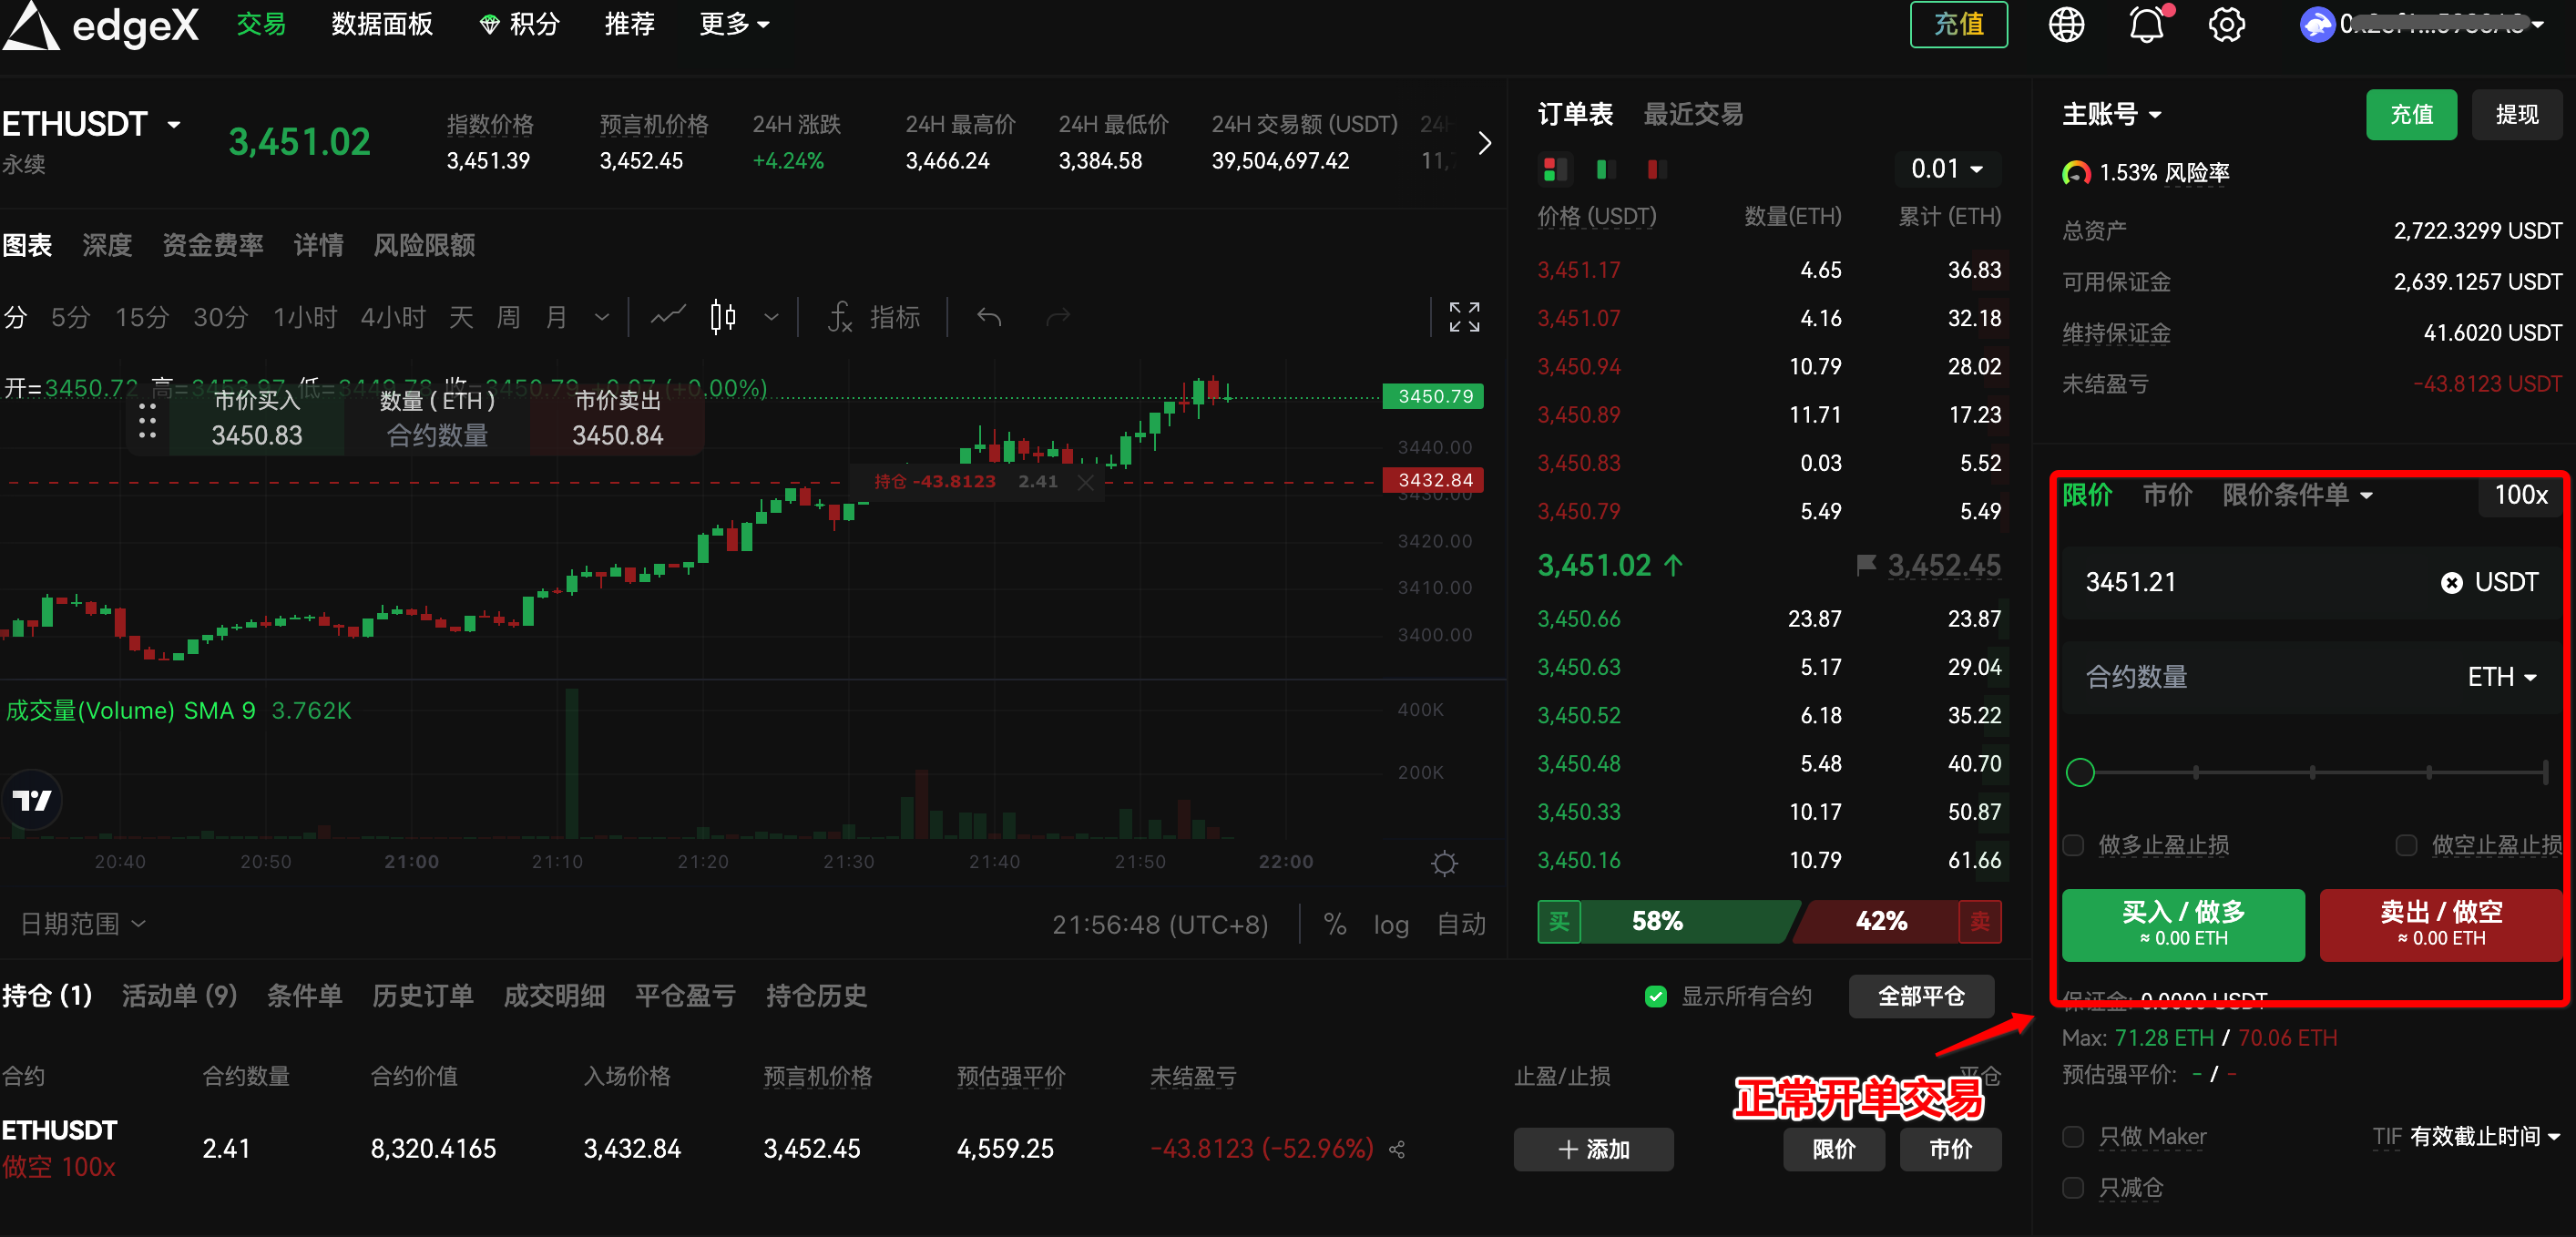 edgeX 交易 数据面板 积分 推荐 更多 充值
ETHUSDT
永续
3,451.02
指数价格 预言机价格 24H 涨跌 24H 最高价 24H 最低价 24H 交易额 (USDT)
3,451.39 3,452.45 +4.24% 3,466.24 3,384.58 39,504,697.42
图表 深度 资金费率 详情 风险限额
分 5分 15分 30分 1小时 4小时 天 周 月 指标
开=3450.72
市价买入 数量 ( ETH ) 市价卖出
3450.83 合约数量 3450.84
3450.79
3440.00
持仓 -43.8123 2.41
3432.84
3430.00
3420.00
3410.00
3400.00
成交量(Volume) SMA 9 3.762K
400K
200K
20:40 20:50 21:00 21:10 21:20 21:30 21:40 21:50 22:00
日期范围 21:56:48 (UTC+8) % log 自动
订单表 最近交易
0.01
价格 (USDT) 数量(ETH) 累计 (ETH)
3,451.17 4.65 36.83
3,451.07 4.16 32.18
3,450.94 10.79 28.02
3,450.89 11.71 17.23
3,450.83 0.03 5.52
3,450.79 5.49 5.49
3,451.02 ↑ 3,452.45
3,450.66 23.87 23.87
3,450.63 5.17 29.04
3,450.52 6.18 35.22
3,450.48 5.48 40.70
3,450.33 10.17 50.87
3,450.16 10.79 61.66
买 58% 42% 卖
主账号 充值 提现
1.53% 风险率
总资产 2,722.3299 USDT
可用保证金 2,639.1257 USDT
维持保证金 41.6020 USDT
未结盈亏 -43.8123 USDT
限价 市价 限价条件单 100x
3451.21 USDT
合约数量 ETH
做多止盈止损 做空止盈止损
买入 / 做多 卖出 / 做空
≈ 0.00 ETH ≈ 0.00 ETH
保证金: 0.0000 USDT
Max: 71.28 ETH / 70.06 ETH
预估强平价: - / -
只做 Maker TIF 有效截止时间
只减仓
持仓 (1) 活动单 (9) 条件单 历史订单 成交明细 平仓盈亏 持仓历史 显示所有合约 全部平仓
合约 合约数量 合约价值 入场价格 预言机价格 预估强平价 未结盈亏 止盈/止损 平仓
正常开单交易
ETHUSDT
做空 100x
2.41 8,320.4165 3,432.84 3,452.45 4,559.25 -43.8123 (-52.96%) + 添加 限价 市价